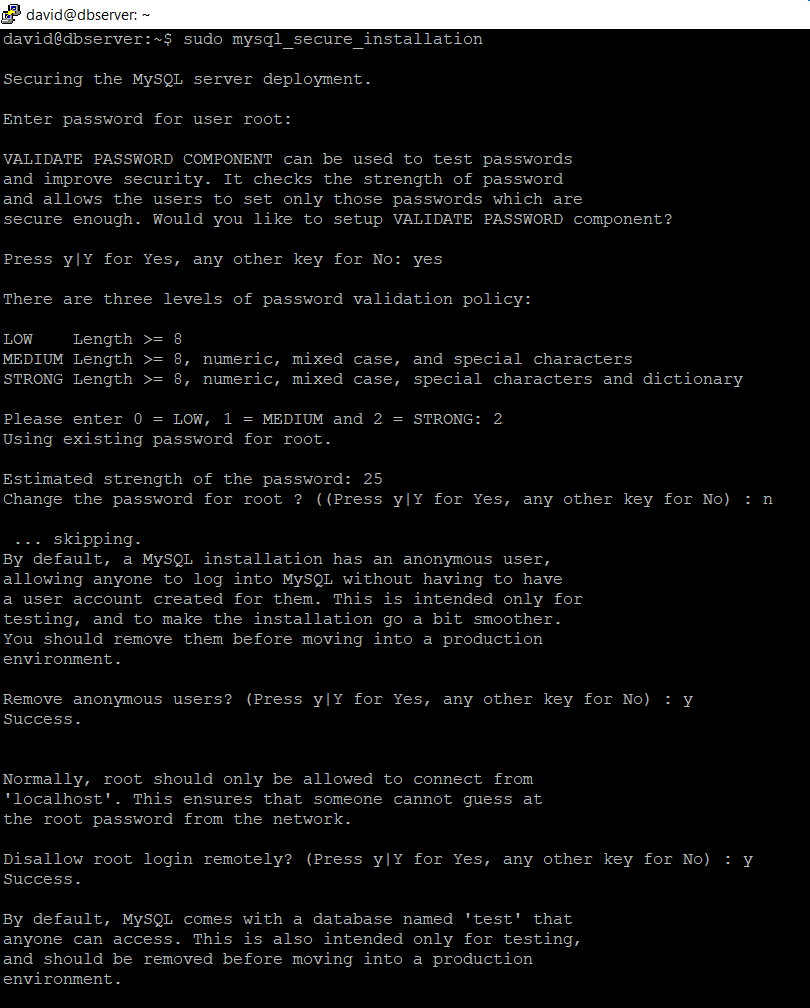 david@dbserver: ~
david@dbserver:~$ sudo mysql_secure_installation
Securing the MySQL server deployment.
Enter password for user root:
VALIDATE PASSWORD COMPONENT can be used to test passwords
and improve security. It checks the strength of password
and allows the users to set only those passwords which are
secure enough. Would you like to setup VALIDATE PASSWORD component?
Press y|Y for Yes, any other key for No: yes
There are three levels of password validation policy:
LOW    Length >= 8
MEDIUM Length >= 8, numeric, mixed case, and special characters
STRONG Length >= 8, numeric, mixed case, special characters and dictionary
Please enter 0 = LOW, 1 = MEDIUM and 2 = STRONG: 2
Using existing password for root.
Estimated strength of the password: 25
Change the password for root ? ((Press y|Y for Yes, any other key for No) : n
 ... skipping.
By default, a MySQL installation has an anonymous user,
allowing anyone to log into MySQL without having to have
a user account created for them. This is intended only for
testing, and to make the installation go a bit smoother.
You should remove them before moving into a production
environment.
Remove anonymous users? (Press y|Y for Yes, any other key for No) : y
Success.
Normally, root should only be allowed to connect from
'localhost'. This ensures that someone cannot guess at
the root password from the network.
Disallow root login remotely? (Press y|Y for Yes, any other key for No) : y
Success.
By default, MySQL comes with a database named 'test' that
anyone can access. This is also intended only for testing,
and should be removed before moving into a production
environment.